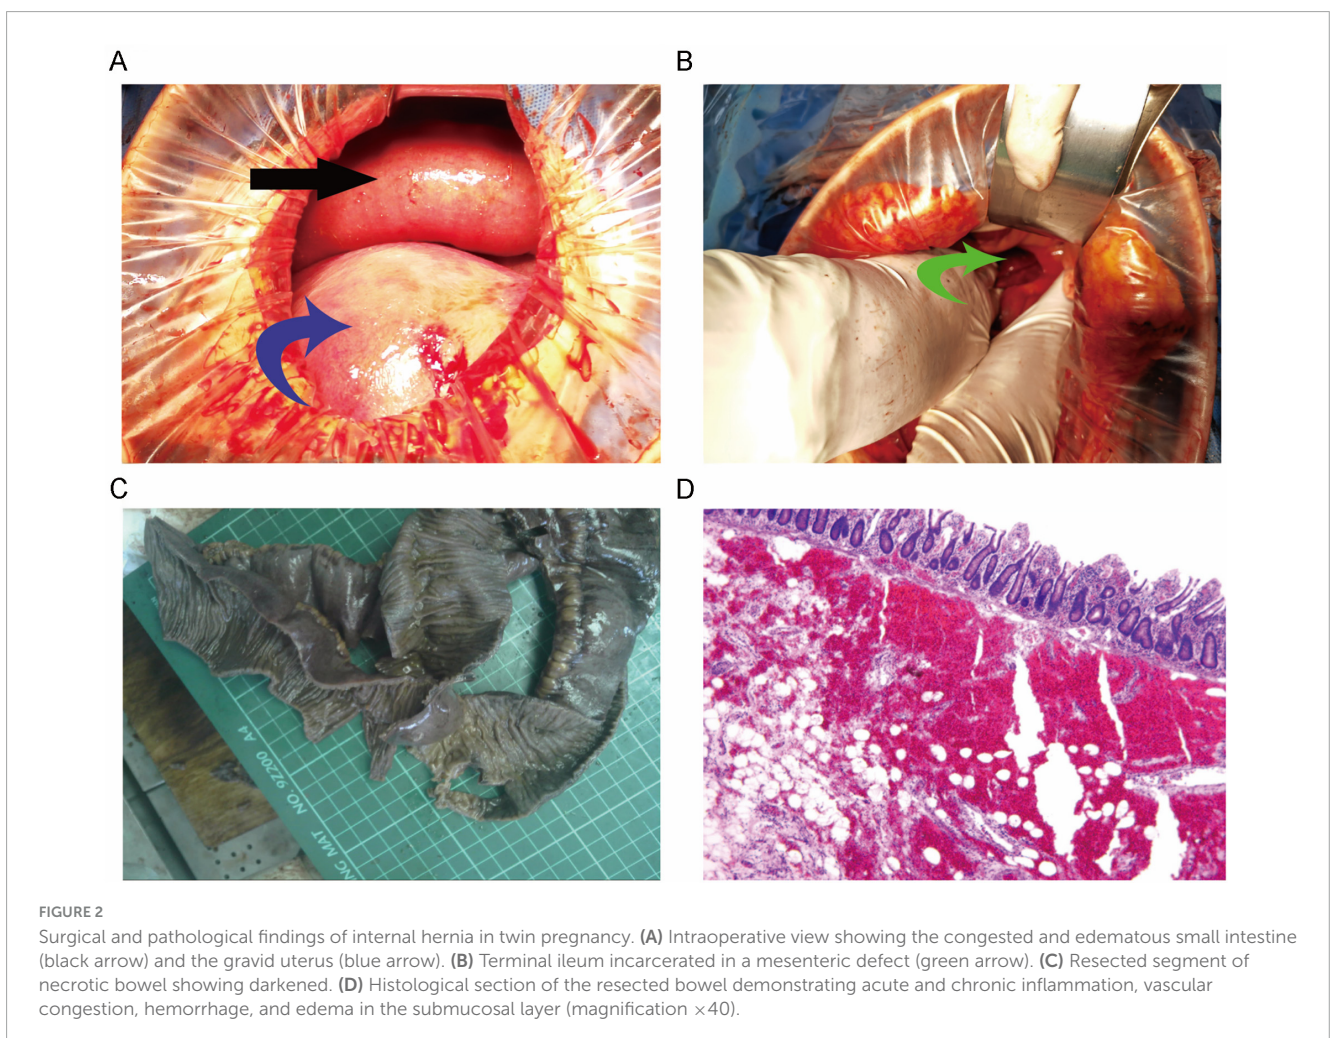 A
B
C
D
NO.9Z200 A4
NG MAT
FIGURE 2
Surgical and pathological findings of internal hernia in twin pregnancy. (A) Intraoperative view showing the congested and edematous small intestine
(black arrow) and the gravid uterus (blue arrow). (B) Terminal ileum incarcerated in a mesenteric defect (green arrow). (C) Resected segment of
necrotic bowel showing darkened. (D) Histological section of the resected bowel demonstrating acute and chronic inflammation, vascular
congestion, hemorrhage, and edema in the submucosal layer (magnification ×40).